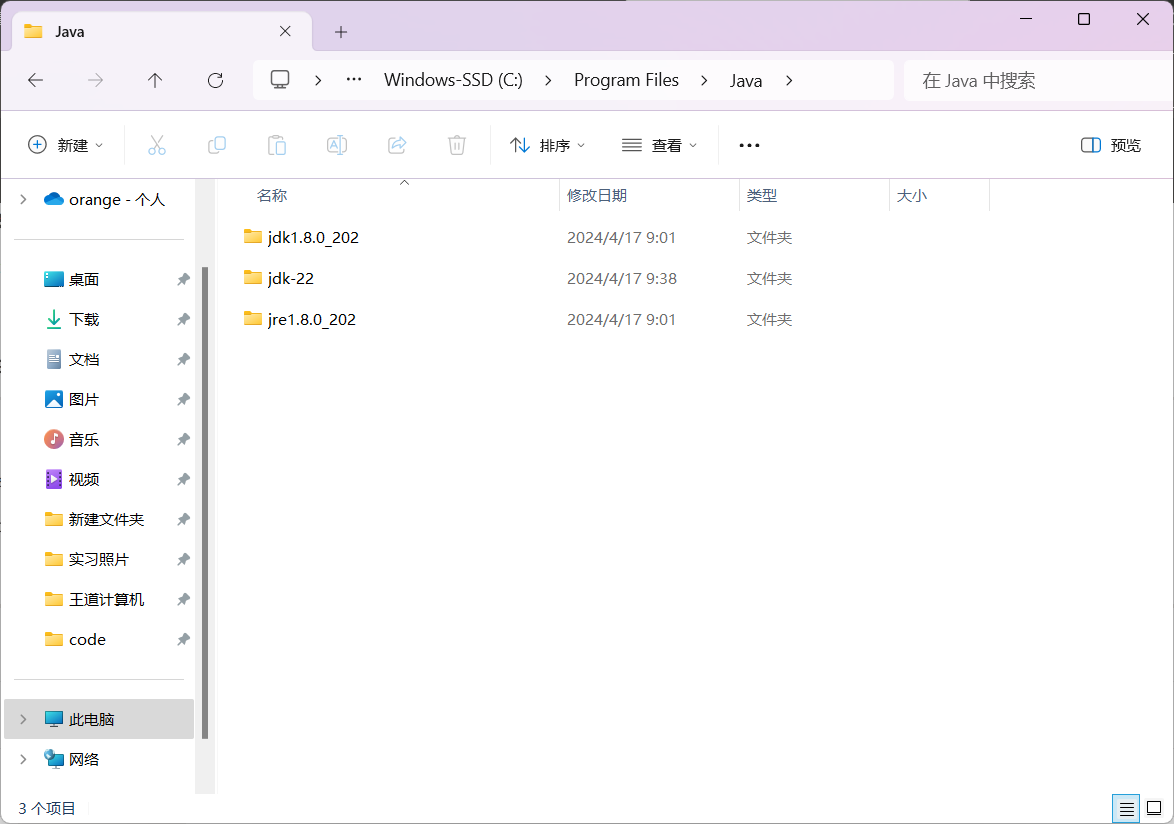 Java
Windows-SSD (C:) Program Files Java 在 Java 中搜索
新建 排序 查看 预览
orange - 个人
名称 修改日期 类型 大小
jdk1.8.0_202 2024/4/17 9:01 文件夹
jdk-22 2024/4/17 9:38 文件夹
jre1.8.0_202 2024/4/17 9:01 文件夹
桌面
下载
文档
图片
音乐
视频
新建文件夹
实习照片
王道计算机
code
此电脑
网络
3 个项目